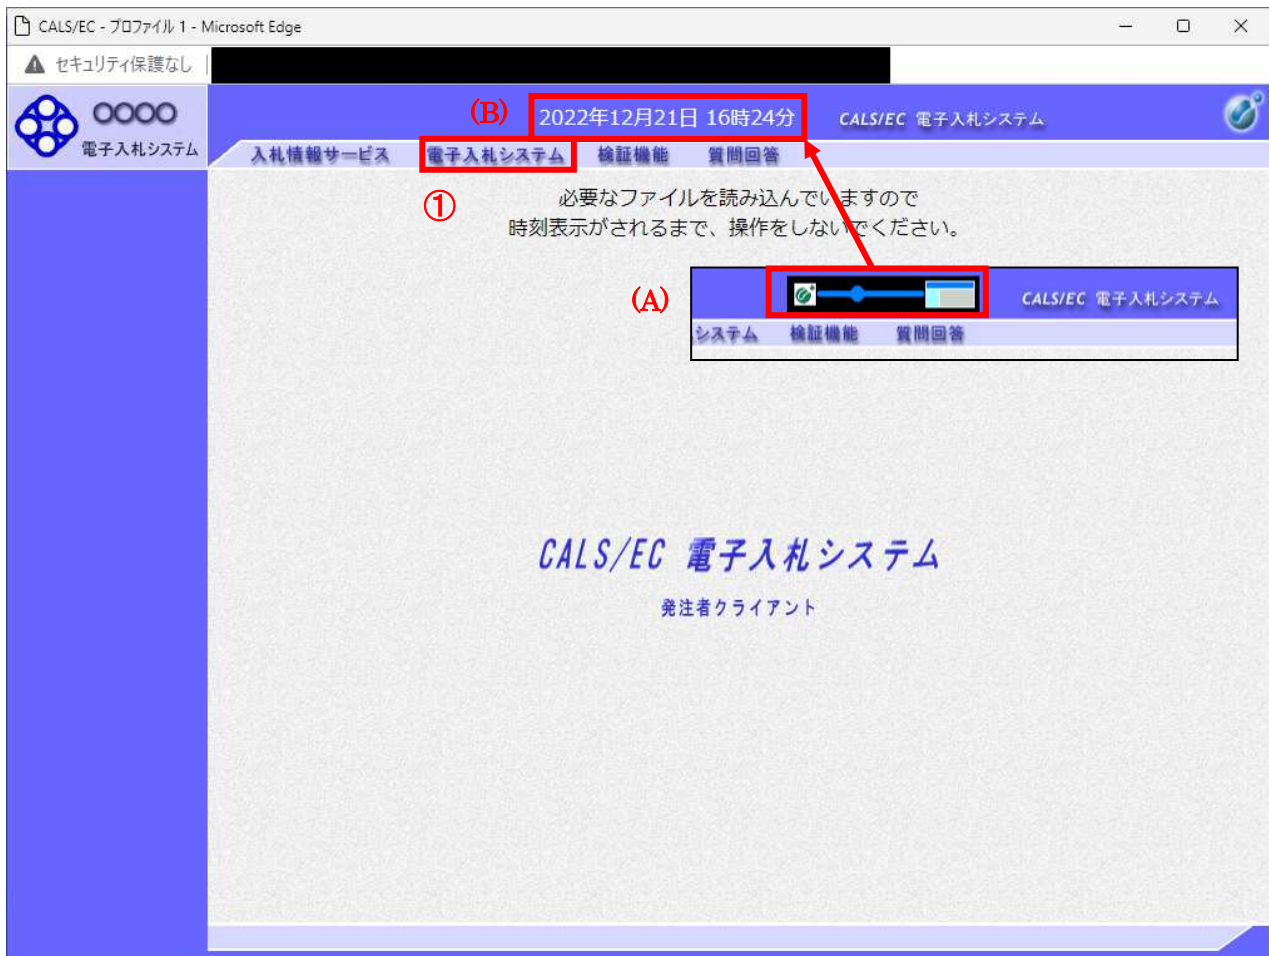 CALS/EC - プロファイル 1 - Microsoft Edge
セキュリティ保護なし
〇〇〇〇
電子入札システム
(B)
2022年12月21日 16時24分
CALS/EC 電子入札システム
入札情報サービス 電子入札システム 検証機能 質問回答
①
必要なファイルを読み込んでいますので
時刻表示がされるまで、操作をしないでください。
(A)
CALS/EC 電子入札システム
システム 検証機能 質問回答
CALS/EC 電子入札システム
発注者クライアント